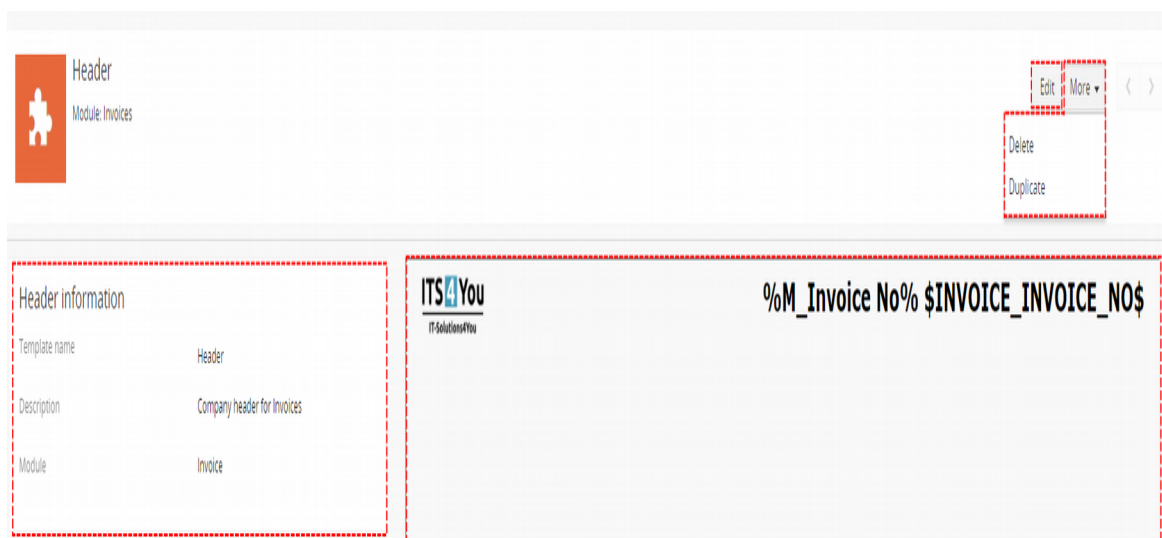 Header
Module: Invoices
Edit
More
Delete
Duplicate
Header information
Template name
Header
Description
Company header for Invoices
Module
Invoice
ITS4You
IT-Solutions4You
%M_Invoice No% $INVOICE_INVOICE_NO$